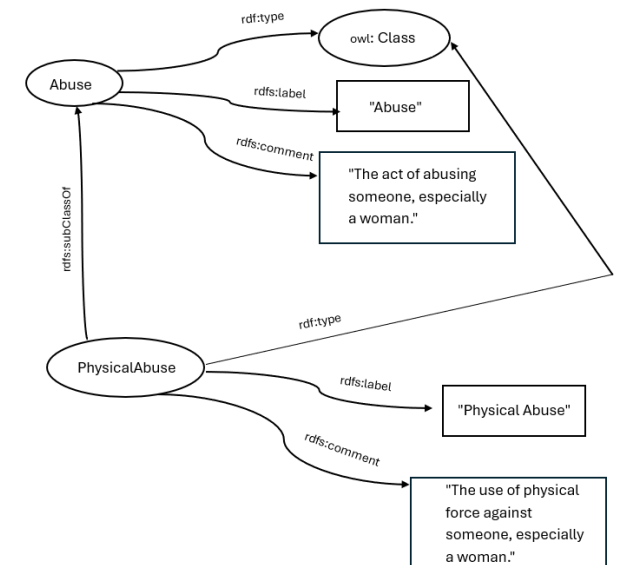 rdf:type
owl: Class
Abuse
rdfs:label
"Abuse"
rdfs:comment
"The act of abusing
someone, especially
a woman."
rdfs:subClassOf
rdf:type
PhysicalAbuse
rdfs:label
"Physical Abuse"
rdfs:comment
"The use of physical
force against
someone, especially
a woman."